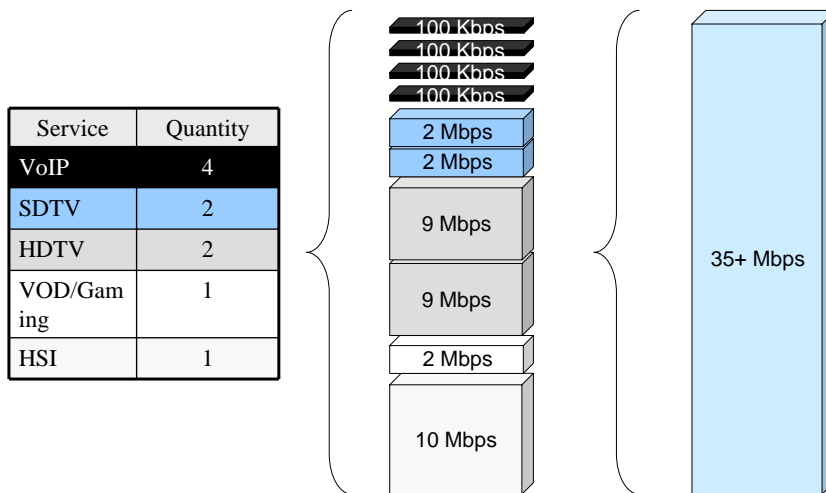 Service Quantity
VoIP 4
SDTV 2
HDTV 2
VOD/Gam
ing 1
HSI 1
100 Kbps
100 Kbps
100 Kbps
100 Kbps
2 Mbps
2 Mbps
9 Mbps
9 Mbps
2 Mbps
10 Mbps
35+ Mbps